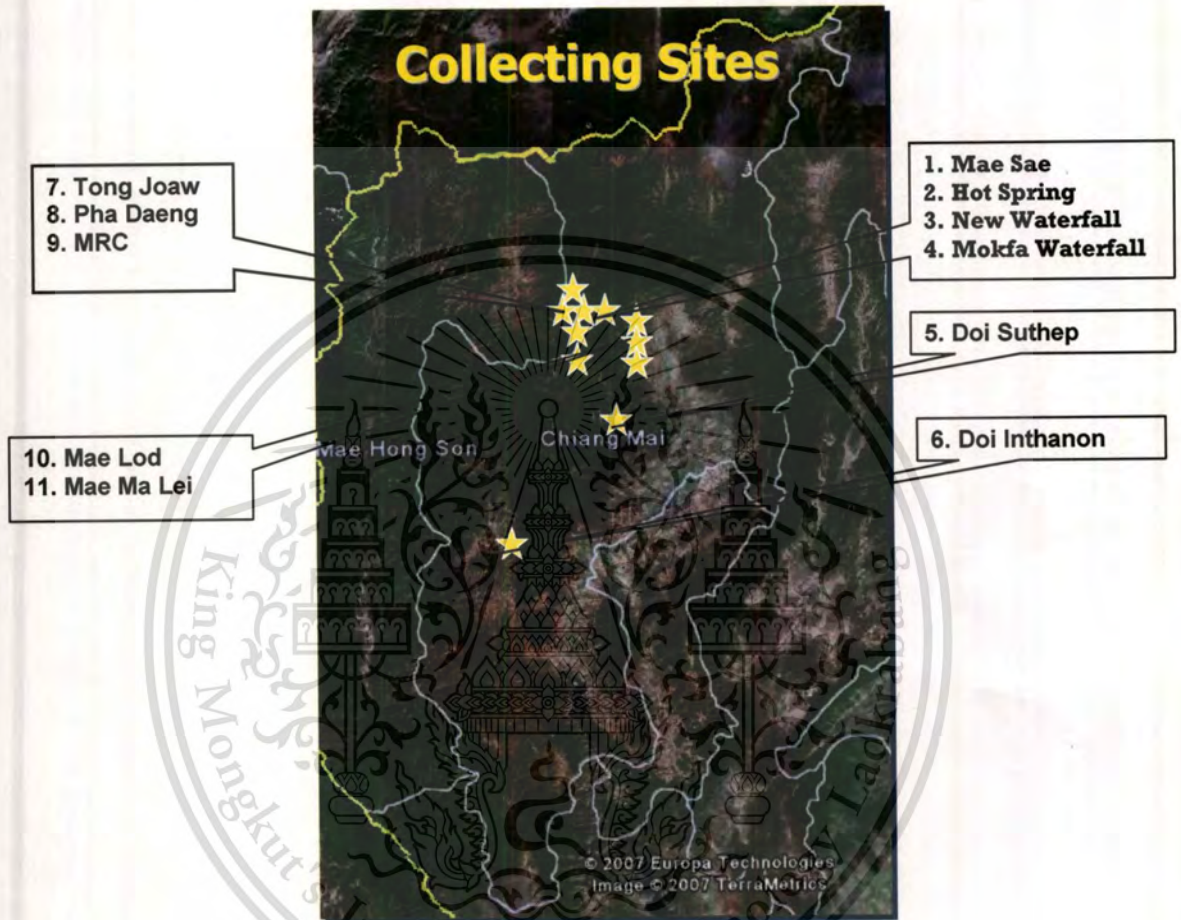 Collecting Sites
7. Tong Joaw
8. Pha Daeng
9. MRC
1. Mae Sae
2. Hot Spring
3. New Waterfall
4. Mokfa Waterfall
5. Doi Suthep
6. Doi Inthanon
10. Mae Lod
11. Mae Ma Lei
Mae Hong Son
Chiang Mai
© 2007 Europa Technologies
Image © 2007 TerraMetrics
King Mongkut's
Ladkrabang